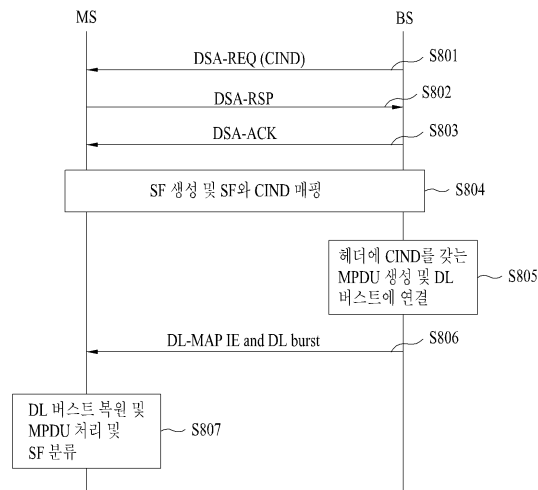 MS
BS
DSA-REQ (CIND)
S801
DSA-RSP
S802
DSA-ACK
S803
SF 생성 및 SF와 CIND 매핑
S804
헤더에 CIND를 갖는
MPDU 생성 및 DL
버스트에 연결
S805
DL-MAP IE and DL burst
S806
DL 버스트 복원 및
MPDU 처리 및
SF 분류
S807